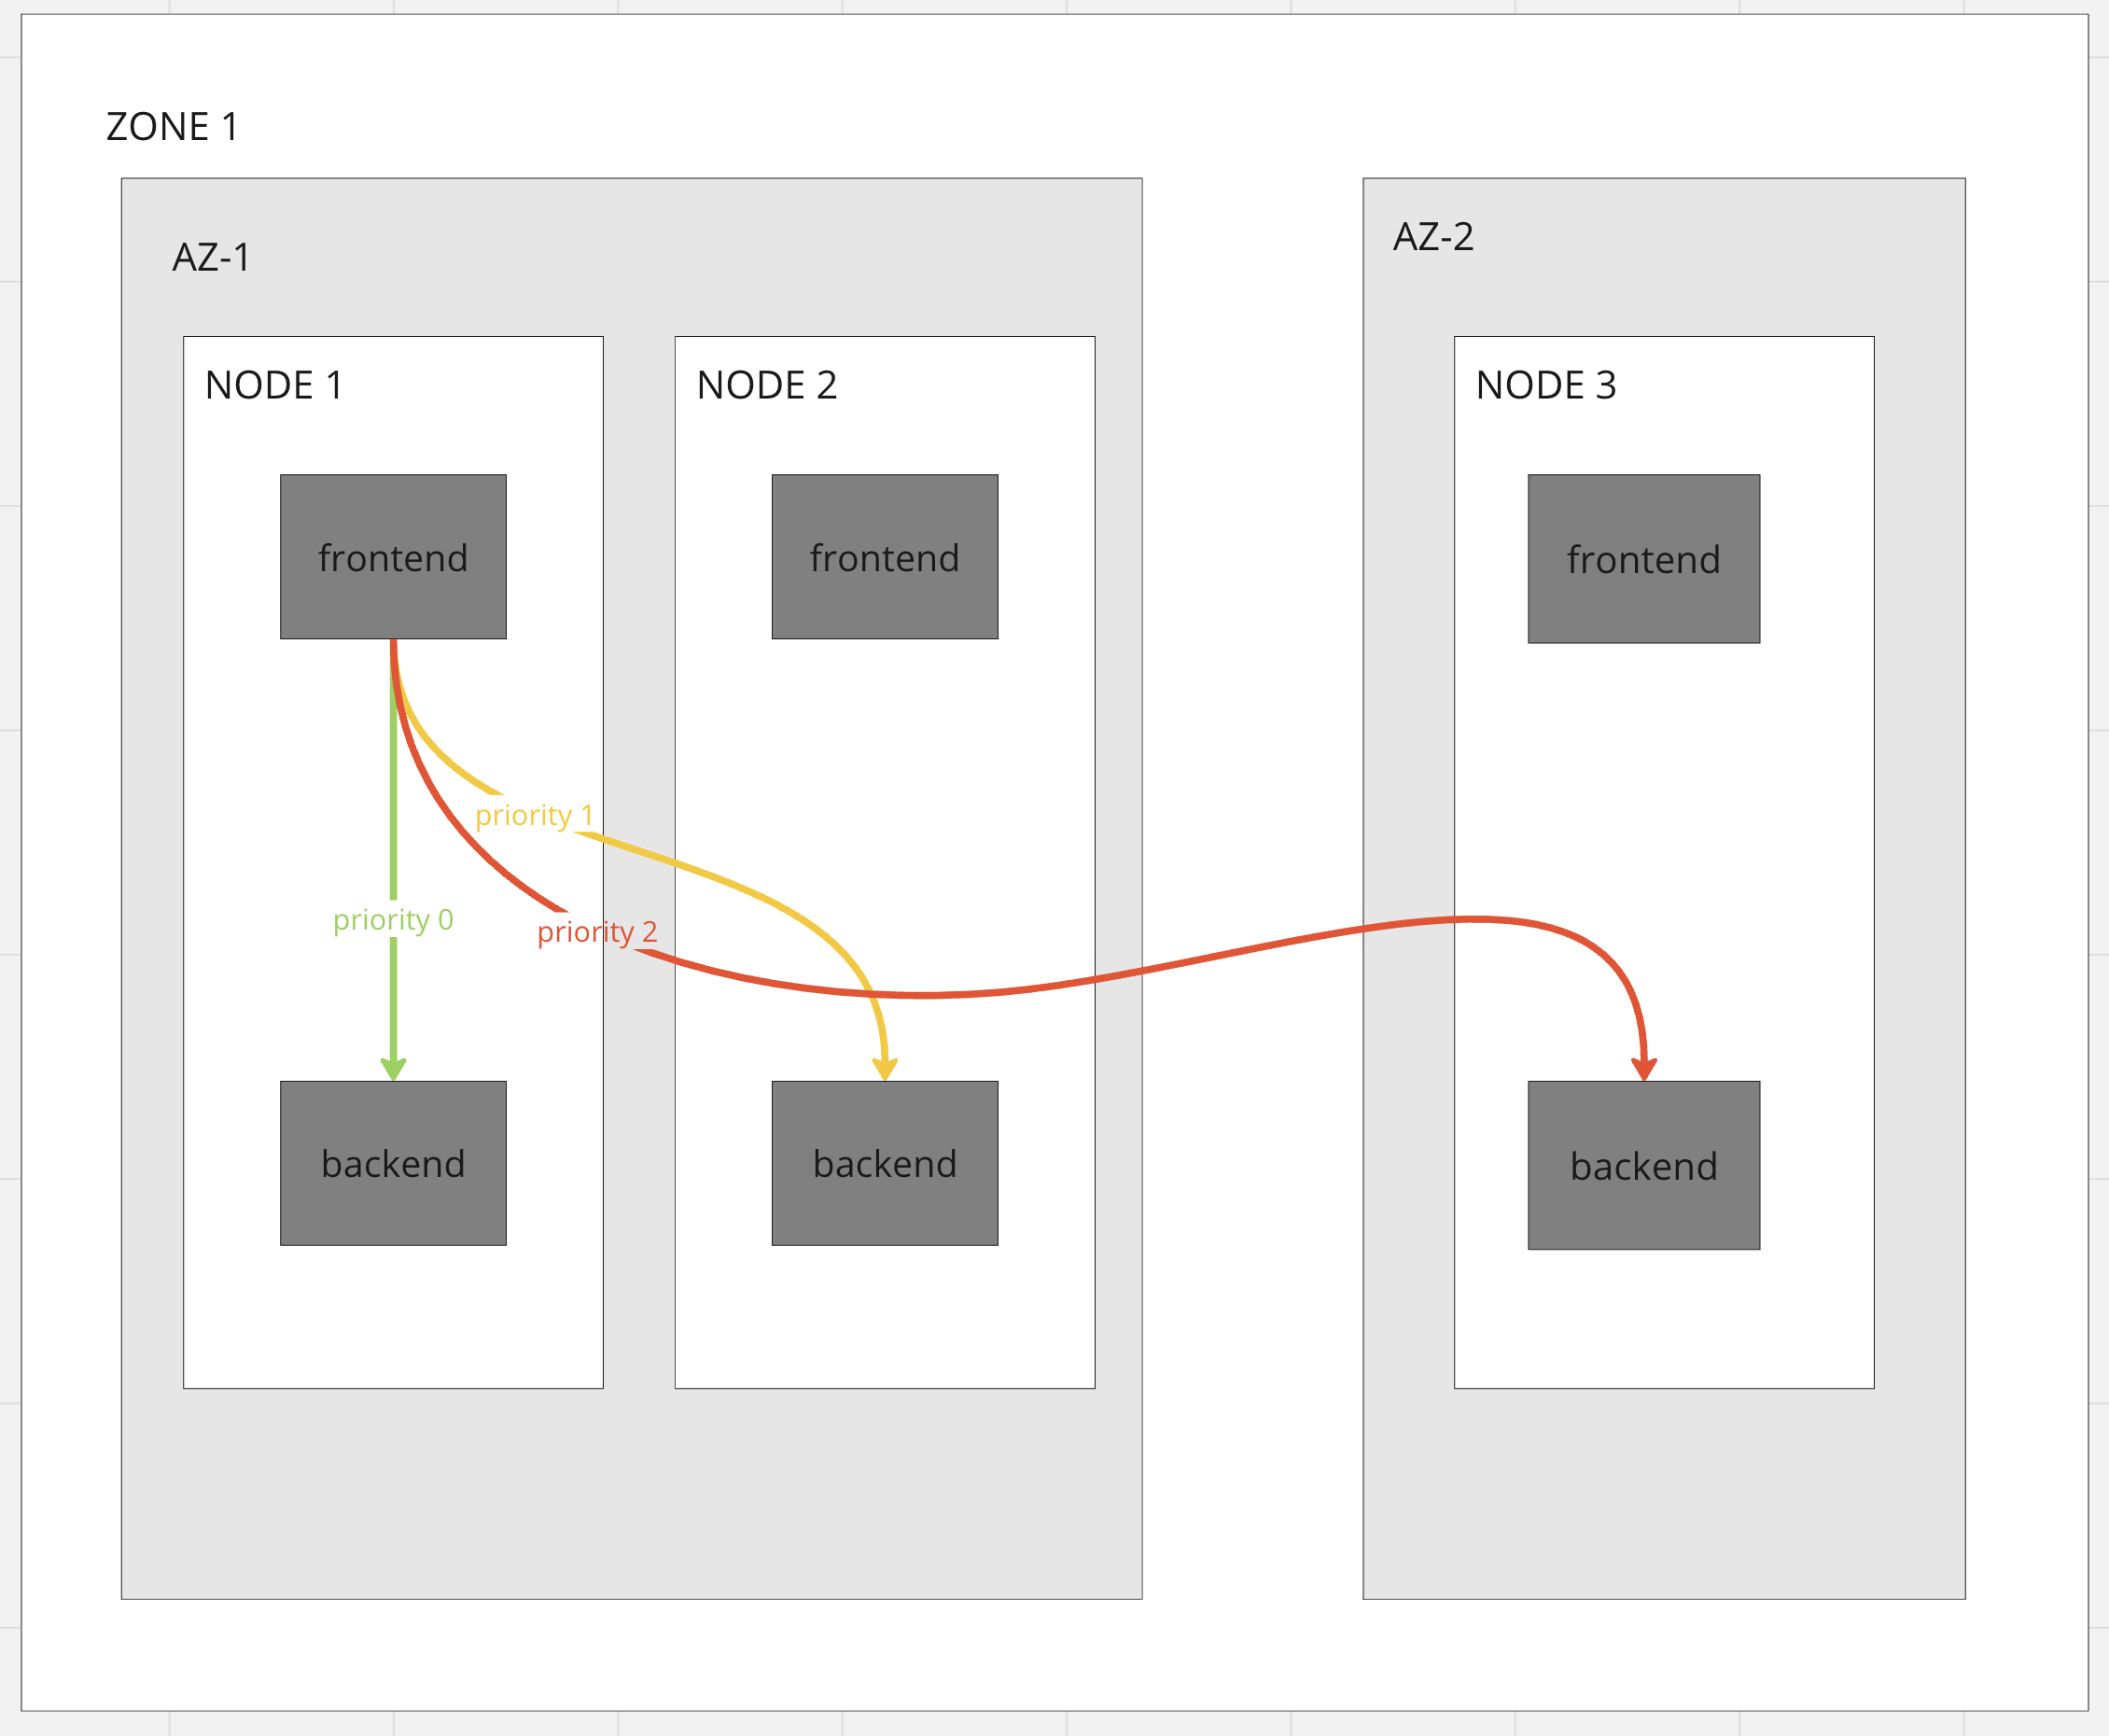 ZONE 1
AZ-1
AZ-2
NODE 1
NODE 2
NODE 3
frontend
frontend
frontend
priority 1
priority 0
priority 2
backend
backend
backend